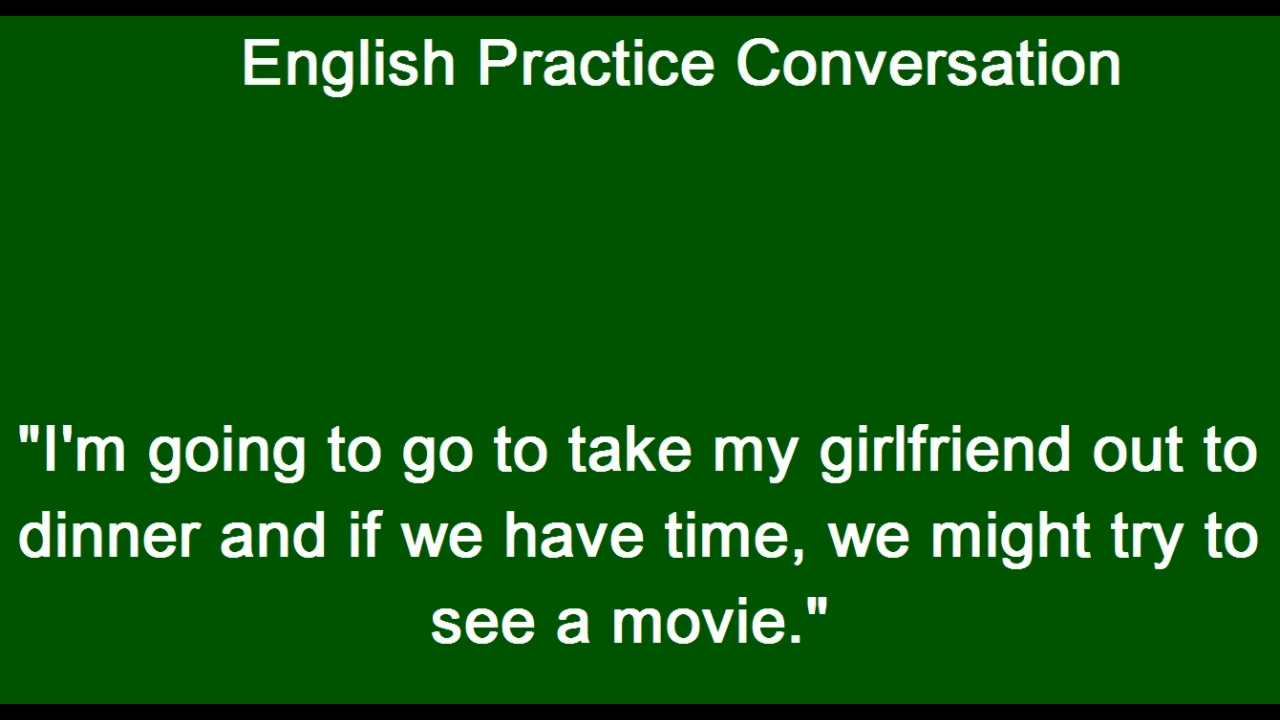 English Practice Conversation
"I'm going to go to take my girlfriend out to
dinner and if we have time, we might try to
see a movie."